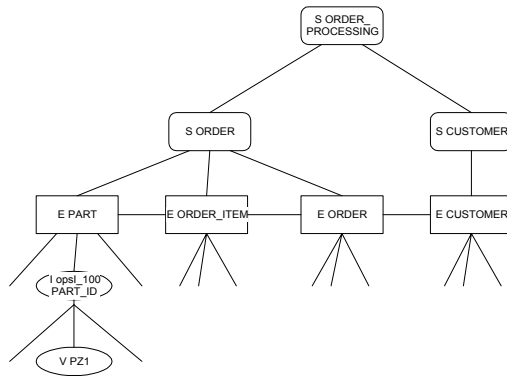 S ORDER_
PROCESSING
S ORDER
S CUSTOMER
E PART
E ORDER_ITEM
E ORDER
E CUSTOMER
I opsl_100
PART_ID
V PZ1